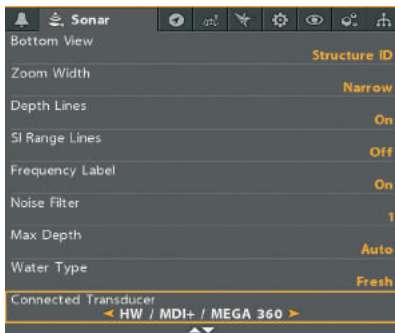 Sonar
Bottom View
Structure ID
Zoom Width
Narrow
Depth Lines
On
SI Range Lines
Off
Frequency Label
On
Noise Filter
1
Max Depth
Auto
Water Type
Fresh
Connected Transducer
HW / MDI+ / MEGA 360